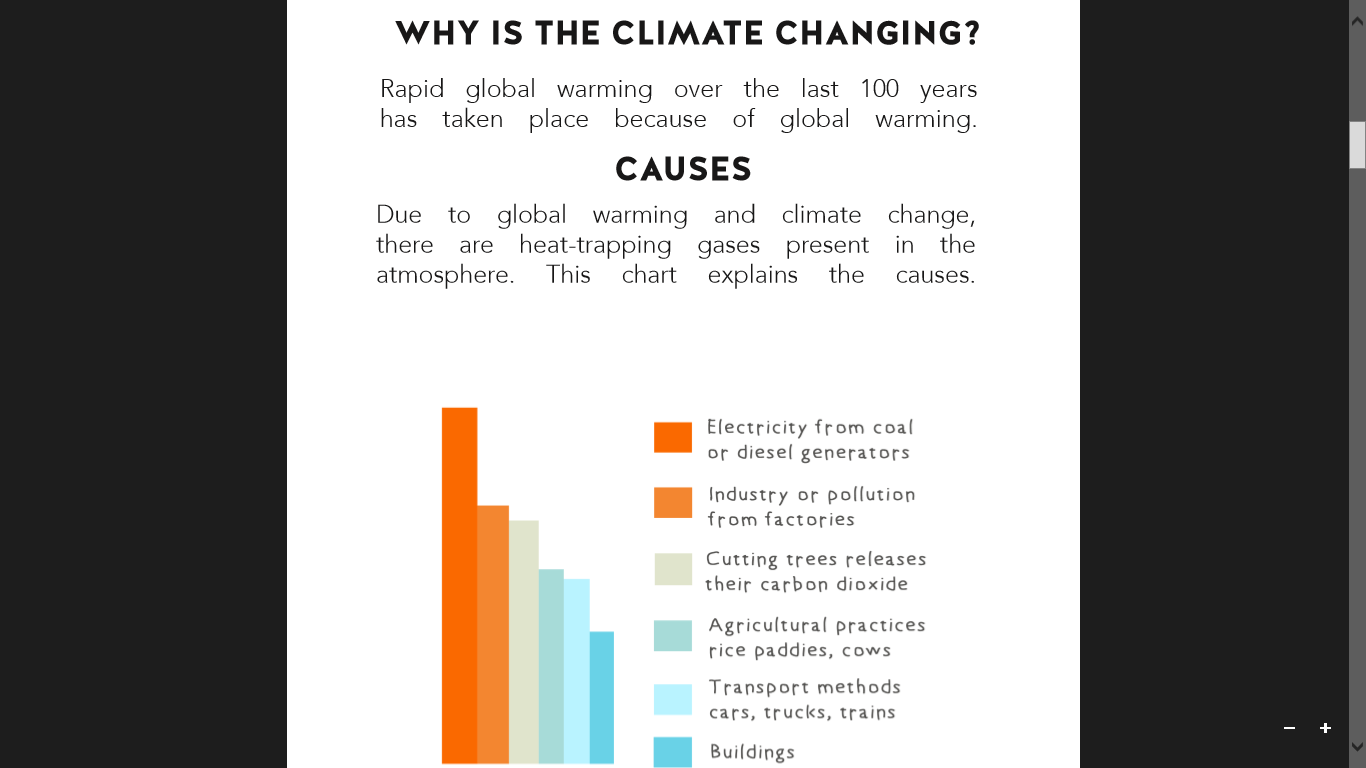 WHY IS THE CLIMATE CHANGING?
Rapid global warming over the last 100 years
has taken place because of global warming.
CAUSES
Due to global warming and climate change,
there are heat-trapping gases present in the
atmosphere. This chart explains the causes.
Electricity from coal
or diesel generators
Industry or pollution
from factories
Cutting trees releases
their carbon dioxide
Agricultural practices
rice paddies, cows
Transport methods
cars, trucks, trains
Buildings